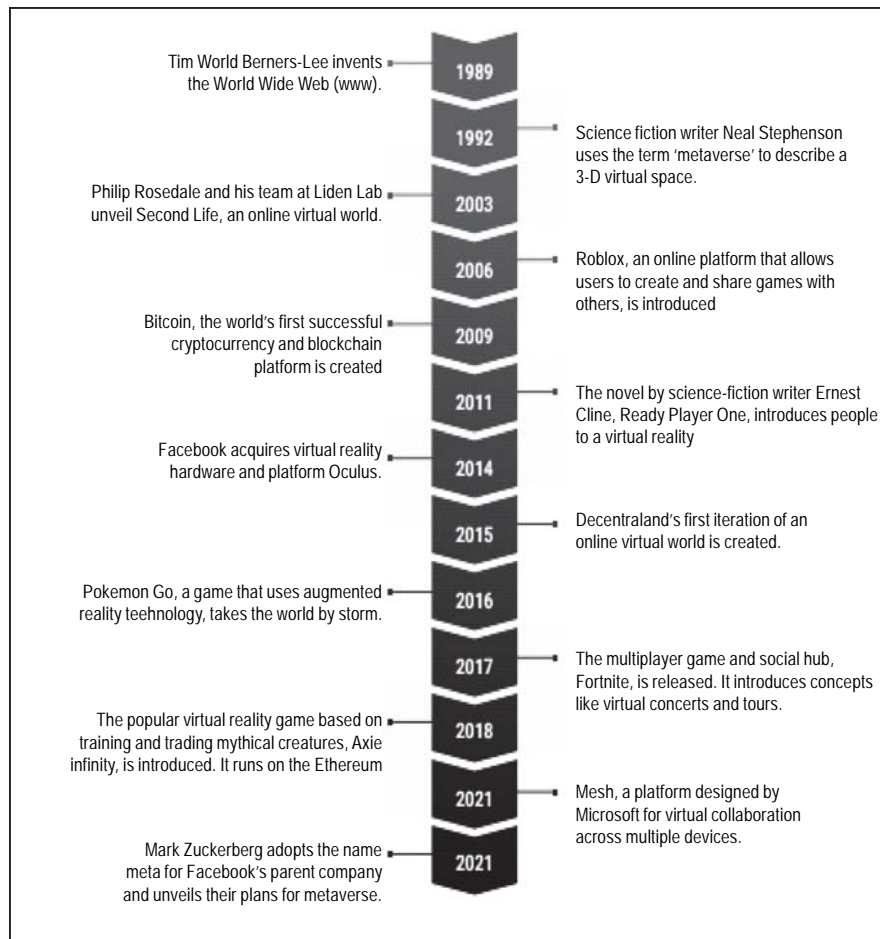 Tim World Berners-Lee invents
the World Wide Web (www).
1989
1992
Science fiction writer Neal Stephenson
uses the term ‘metaverse’ to describe a
3-D virtual space.
Philip Rosedale and his team at Liden Lab
unveil Second Life, an online virtual world.
2003
2006
Roblox, an online platform that allows
users to create and share games with
others, is introduced
Bitcoin, the world’s first successful
cryptocurrency and blockchain
platform is created
2009
2011
The novel by science-fiction writer Ernest
Cline, Ready Player One, introduces people
to a virtual reality
Facebook acquires virtual reality
hardware and platform Oculus.
2014
2015
Decentraland’s first iteration of an
online virtual world is created.
Pokemon Go, a game that uses augmented
reality teehnology, takes the world by storm.
2016
2017
The multiplayer game and social hub,
Fortnite, is released. It introduces concepts
like virtual concerts and tours.
The popular virtual reality game based on
training and trading mythical creatures, Axie
infinity, is introduced. It runs on the Ethereum
2018
2021
Mesh, a platform designed by
Microsoft for virtual collaboration
across multiple devices.
Mark Zuckerberg adopts the name
meta for Facebook’s parent company
and unveils their plans for metaverse.
2021